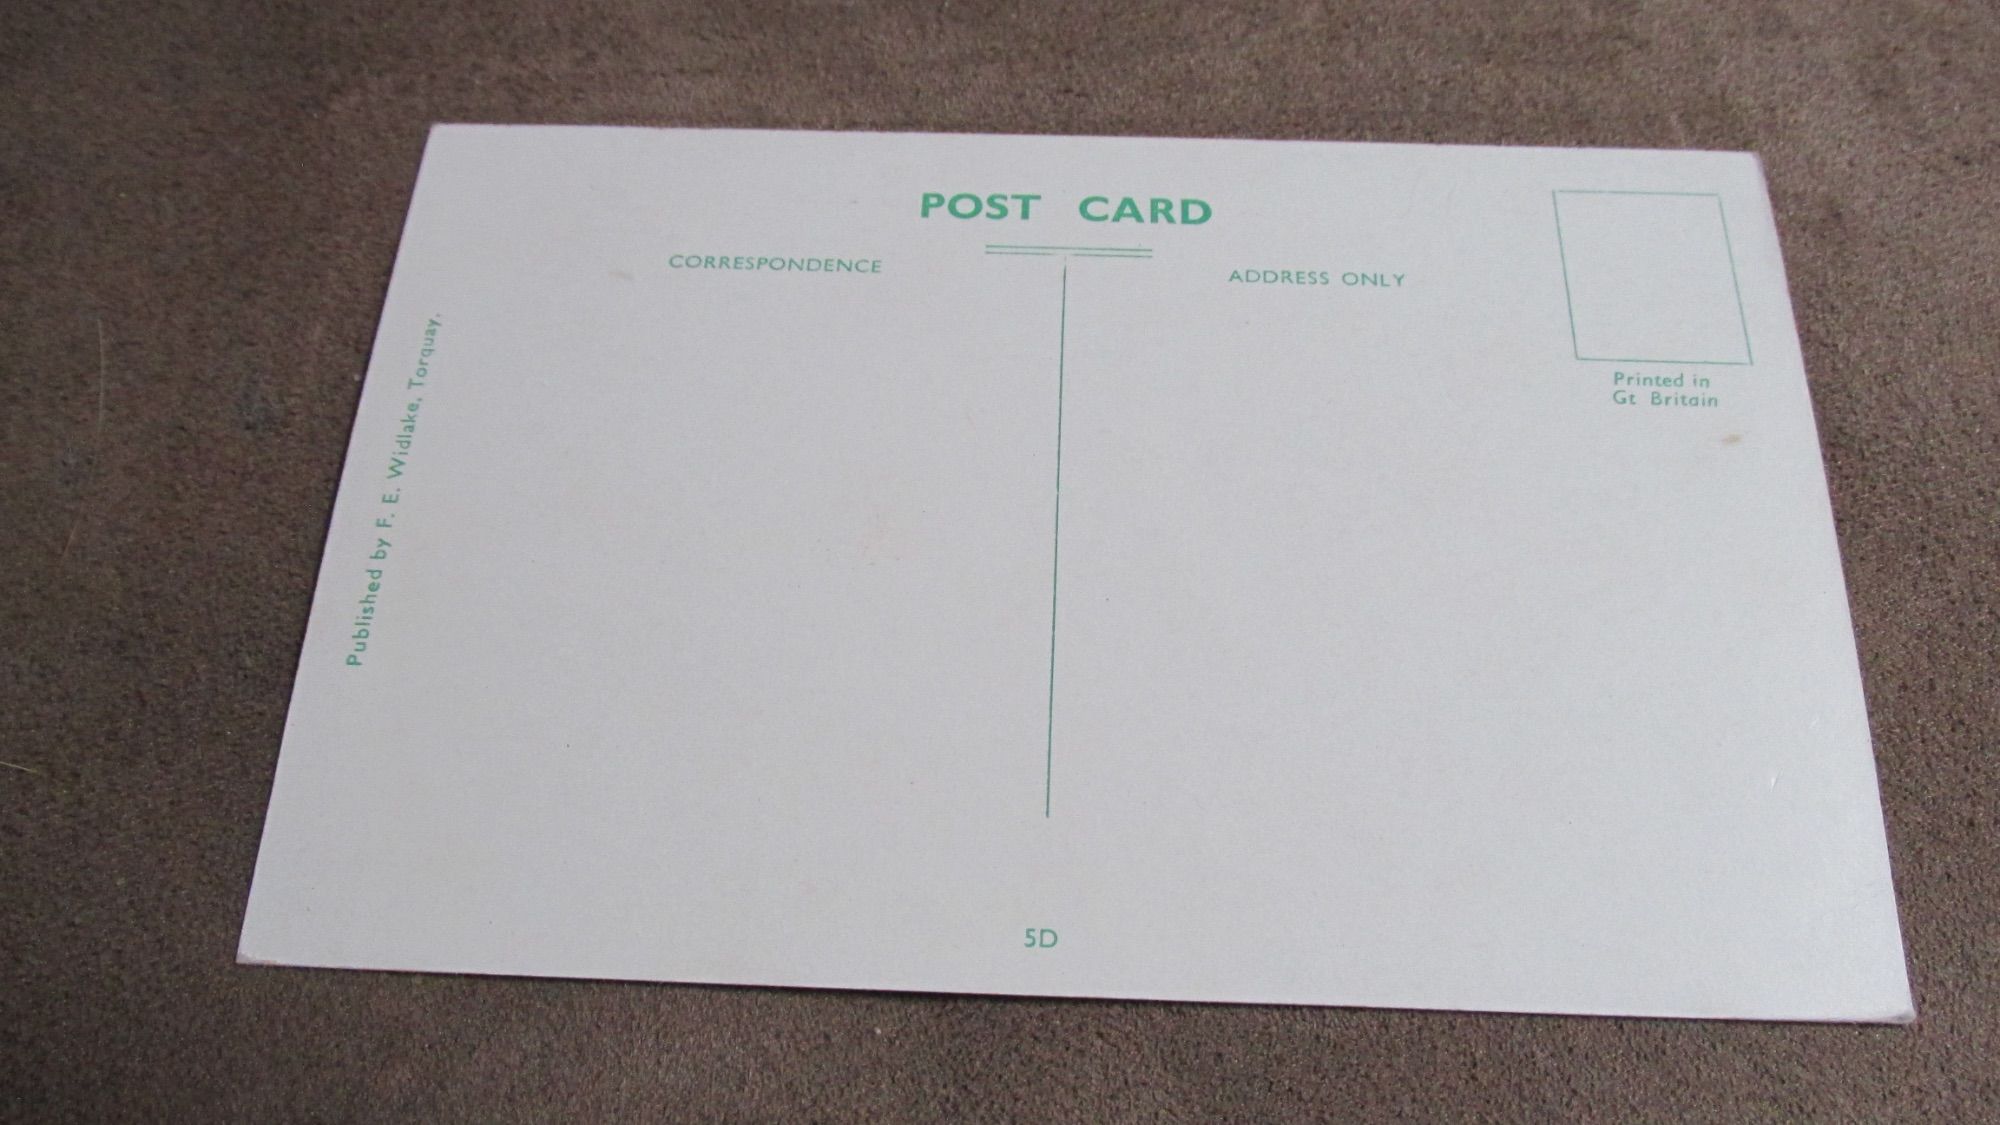 POST CARD
CORRESPONDENCE
ADDRESS ONLY
Printed in
Gt Britain
Published by F. E. Widlake, Torquay.
5D